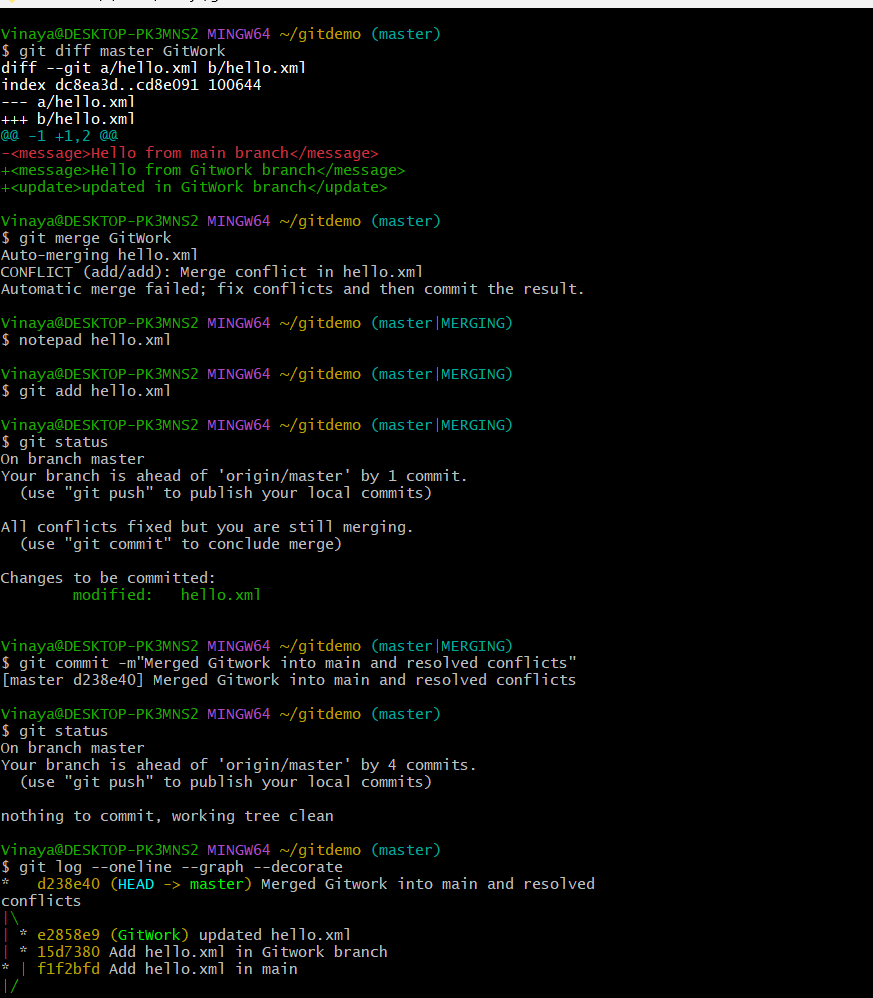 Vinaya@DESKTOP-PK3MNS2 MINGW64 ~/gitdemo (master)
$ git diff master GitWork
diff --git a/hello.xml b/hello.xml
index dc8ea3d..cd8e091 100644
--- a/hello.xml
+++ b/hello.xml
@@ -1 +1,2 @@
-<message>Hello from main branch</message>
+<message>Hello from Gitwork branch</message>
+<update>updated in GitWork branch</update>

Vinaya@DESKTOP-PK3MNS2 MINGW64 ~/gitdemo (master)
$ git merge GitWork
Auto-merging hello.xml
CONFLICT (add/add): Merge conflict in hello.xml
Automatic merge failed; fix conflicts and then commit the result.

Vinaya@DESKTOP-PK3MNS2 MINGW64 ~/gitdemo (master|MERGING)
$ notepad hello.xml

Vinaya@DESKTOP-PK3MNS2 MINGW64 ~/gitdemo (master|MERGING)
$ git add hello.xml

Vinaya@DESKTOP-PK3MNS2 MINGW64 ~/gitdemo (master|MERGING)
$ git status
On branch master
Your branch is ahead of 'origin/master' by 1 commit.
  (use "git push" to publish your local commits)

All conflicts fixed but you are still merging.
  (use "git commit" to conclude merge)

Changes to be committed:
        modified:   hello.xml

Vinaya@DESKTOP-PK3MNS2 MINGW64 ~/gitdemo (master|MERGING)
$ git commit -m"Merged Gitwork into main and resolved conflicts"
[master d238e40] Merged Gitwork into main and resolved conflicts

Vinaya@DESKTOP-PK3MNS2 MINGW64 ~/gitdemo (master)
$ git status
On branch master
Your branch is ahead of 'origin/master' by 4 commits.
  (use "git push" to publish your local commits)

nothing to commit, working tree clean

Vinaya@DESKTOP-PK3MNS2 MINGW64 ~/gitdemo (master)
$ git log --oneline --graph --decorate
*   d238e40 (HEAD -> master) Merged Gitwork into main and resolved
conflicts
|\
| * e2858e9 (GitWork) updated hello.xml
| * 15d7380 Add hello.xml in Gitwork branch
* | f1f2bfd Add hello.xml in main
|/